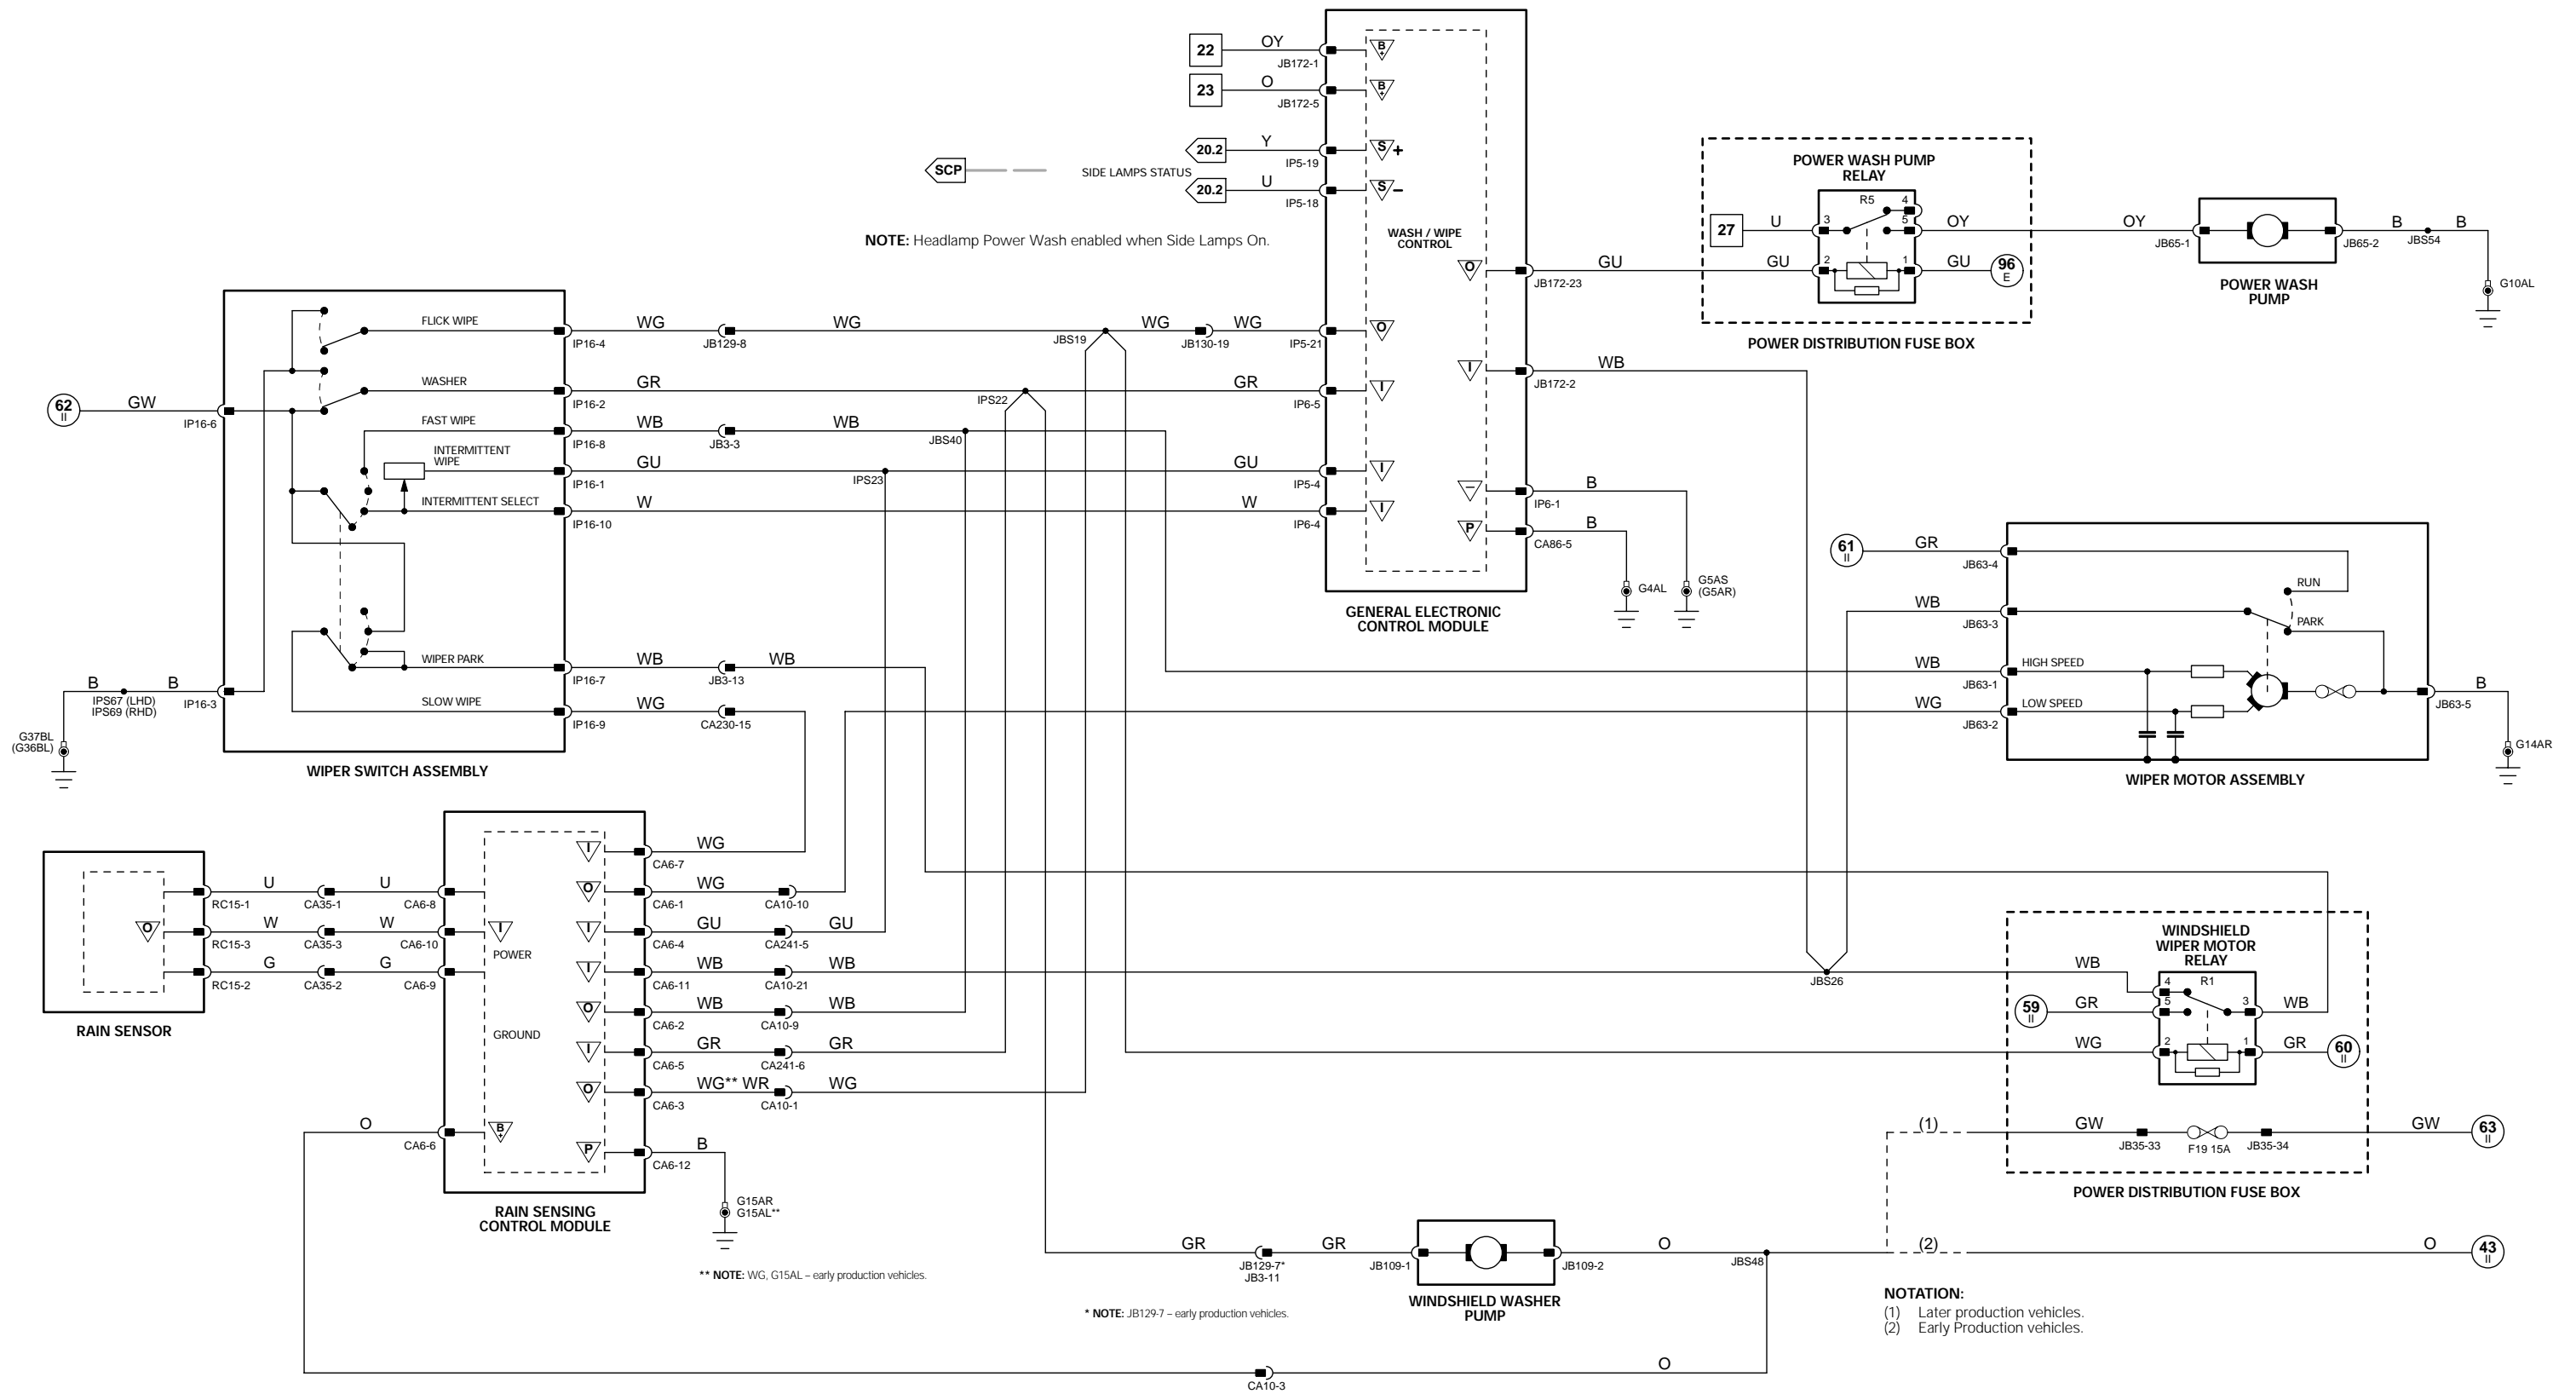 22
OY
JB172-1
23
O
JB172-5
20.2
Y
IP5-19
SCP
SIDE LAMPS STATUS
20.2
U
IP5-18
NOTE: Headlamp Power Wash enabled when Side Lamps On.
B+
B+
S +
S –
WASH / WIPE
CONTROL
O
JB172-23
GU
GU
O
I
I
JB172-2
WB
I
I
–
IP6-1
B
P
CA86-5
B
G4AL
G5AS
(G5AR)
GENERAL ELECTRONIC
CONTROL MODULE
POWER WASH PUMP
RELAY
R5
4
3
5
2
1
27
U
OY
GU
96
E
POWER DISTRIBUTION FUSE BOX
OY
JB65-1
JB65-2
B
JBS54
B
G10AL
POWER WASH
PUMP
62
II
GW
IP16-6
FLICK WIPE
IP16-4
WG
JB129-8
WG
JBS19
WG
JB130-19
WG
IP5-21
WASHER
IP16-2
GR
IPS22
GR
IP6-5
FAST WIPE
IP16-8
WB
JB3-3
WB
JBS40
INTERMITTENT
WIPE
IP16-1
GU
IPS23
GU
IP5-4
INTERMITTENT SELECT
IP16-10
W
W
IP6-4
WIPER PARK
IP16-7
WB
JB3-13
WB
SLOW WIPE
IP16-9
WG
CA230-15
B
IPS67 (LHD)
IPS69 (RHD)
B
IP16-3
G37BL
(G36BL)
WIPER SWITCH ASSEMBLY
61
II
GR
JB63-4
WB
JB63-3
WB
JB63-1
WG
JB63-2
RUN
PARK
HIGH SPEED
LOW SPEED
JB63-5
B
G14AR
WIPER MOTOR ASSEMBLY
O
RC15-1
U
CA35-1
U
CA6-8
RC15-3
W
CA35-3
W
CA6-10
RC15-2
G
CA35-2
G
CA6-9
RAIN SENSOR
I
POWER
GROUND
O
CA6-6
B+
I
CA6-7
WG
O
CA6-1
WG
CA10-10
I
CA6-4
GU
CA241-5
GU
I
CA6-11
WB
CA10-21
WB
O
CA6-2
WB
CA10-9
WB
I
CA6-5
GR
CA241-6
GR
O
CA6-3
WG** WR
CA10-1
WG
P
CA6-12
B
G15AR
G15AL**
RAIN SENSING
CONTROL MODULE
** NOTE: WG, G15AL – early production vehicles.
JBS26
WINDSHIELD
WIPER MOTOR
RELAY
R1
WB
4
5
3
2
1
59
II
GR
WB
WG
GR
60
II
(1)
GW
JB35-33
F19 15A
JB35-34
GW
63
II
POWER DISTRIBUTION FUSE BOX
GR
JB129-7*
JB3-11
GR
JB109-1
JB109-2
O
JBS48
(2)
O
43
II
WINDSHIELD WASHER
PUMP
* NOTE: JB129-7 – early production vehicles.
NOTATION:
(1) Later production vehicles.
(2) Early Production vehicles.
CA10-3
O